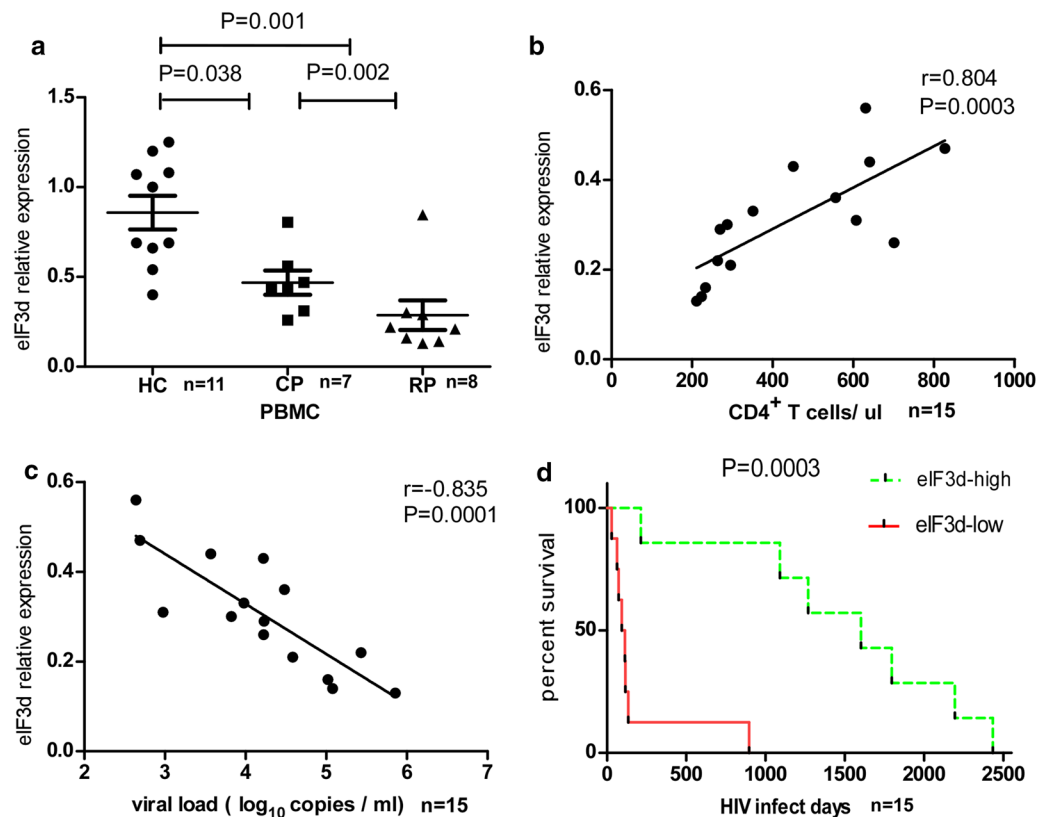 a
P=0.001
P=0.038
P=0.002
1.5
1.0
0.5
0.0
eIF3d relative expression
HC n=11
CP n=7
RP n=8
PBMC
b
r=0.804
P=0.0003
0.6
0.4
0.2
0.0
eIF3d relative expression
0 200 400 600 800 1000
CD4+ T cells/ ul n=15
c
r=-0.835
P=0.0001
0.6
0.4
0.2
0.0
eIF3d relative expression
2 3 4 5 6 7
viral load ( log10 copies / ml) n=15
d
P=0.0003
eIF3d-high
eIF3d-low
100
50
0
percent survival
0 500 1000 1500 2000 2500
HIV infect days n=15